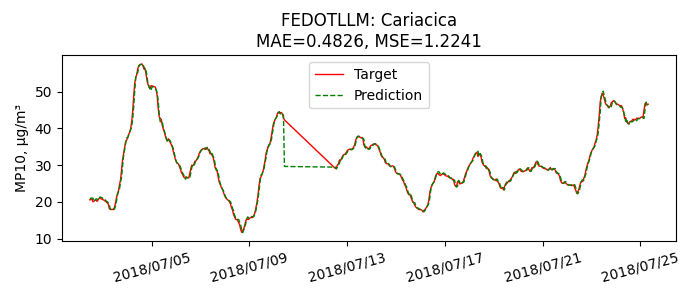 FEDOTLLM: Cariacica
MAE=0.4826, MSE=1.2241
Target
Prediction
MP10, µg/m³
50
40
30
20
10
2018/07/05
2018/07/09
2018/07/13
2018/07/17
2018/07/21
2018/07/25